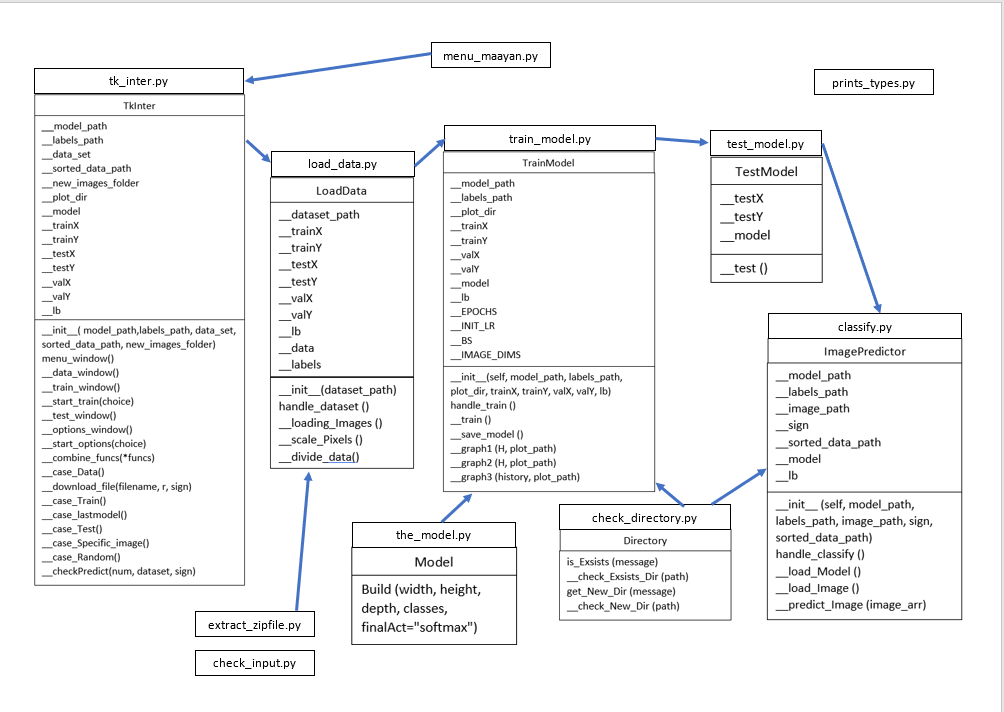 menu_maayan.py
prints_types.py
tk_inter.py
TkInter
__model_path
__labels_path
__data_set
__sorted_data_path
__new_images_folder
__plot_dir
__model
__trainX
__trainY
__testX
__testY
__valX
__valY
__lb
__init__( model_path,labels_path, data_set,
sorted_data_path, new_images_folder)
menu_window()
__data_window()
__train_window()
__start_train(choice)
__test_window()
__options_window()
__start_options(choice)
__combine_funcs(*funcs)
__case_Data()
__download_file(filename, r, sign)
__case_Train()
__case_lastmodel()
__case_Test()
__case_Specific_image()
__case_Random()
__checkPredict(num, dataset, sign)
load_data.py
LoadData
__dataset_path
__trainX
__trainY
__testX
__testY
__valX
__valY
__lb
__data
__labels
__init__(dataset_path)
handle_dataset ()
__loading_Images ()
__scale_Pixels ()
__divide_data()
train_model.py
TrainModel
__model_path
__labels_path
__plot_dir
__trainX
__trainY
__valX
__valY
__model
__lb
__EPOCHS
__INIT_LR
__BS
__IMAGE_DIMS
__init__(self, model_path, labels_path,
plot_dir, trainX, trainY, valX, valY, lb)
handle_train ()
__train ()
__save_model ()
__graph1 (H, plot_path)
__graph2 (H, plot_path)
__graph3 (history, plot_path)
test_model.py
TestModel
__testX
__testY
__model
__test ()
classify.py
ImagePredictor
__model_path
__labels_path
__image_path
__sign
__sorted_data_path
__model
__lb
__init__ (self, model_path,
labels_path, image_path, sign,
sorted_data_path)
handle_classify ()
__load_Model ()
__load_Image ()
__predict_Image (image_arr)
the_model.py
Model
Build (width, height,
depth, classes,
finalAct="softmax")
check_directory.py
Directory
is_Exsists (message)
__check_Exsists_Dir (path)
get_New_Dir (message)
__check_New_Dir (path)
extract_zipfile.py
check_input.py